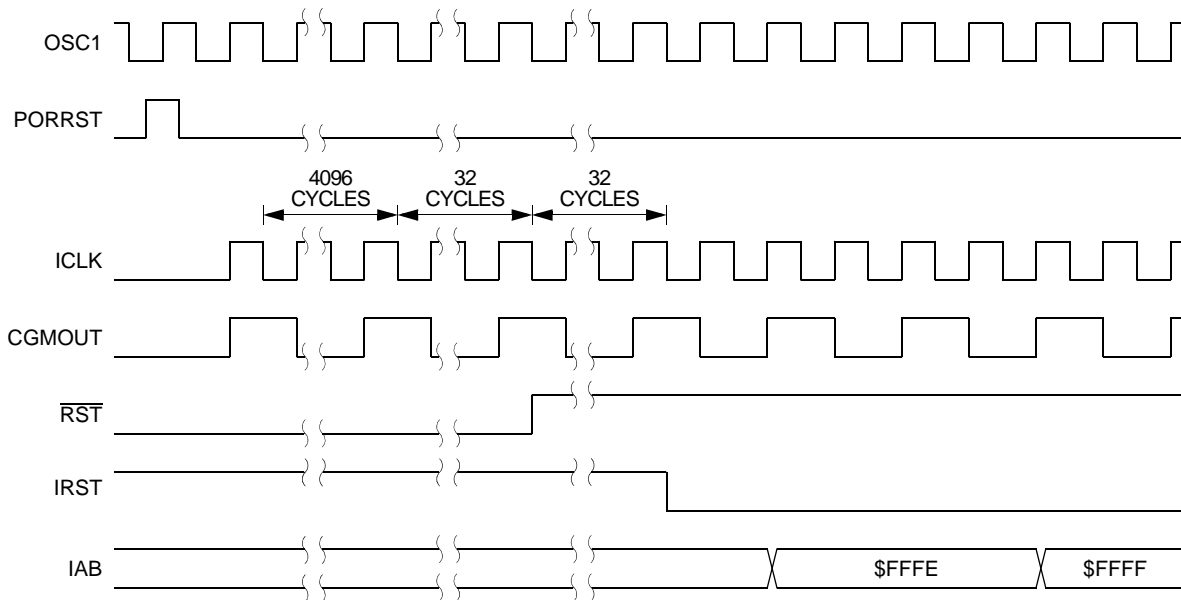 OSC1
PORRST
4096
CYCLES
32
CYCLES
32
CYCLES
ICLK
CGMOUT
RST
IRST
IAB
$FFFE
$FFFF